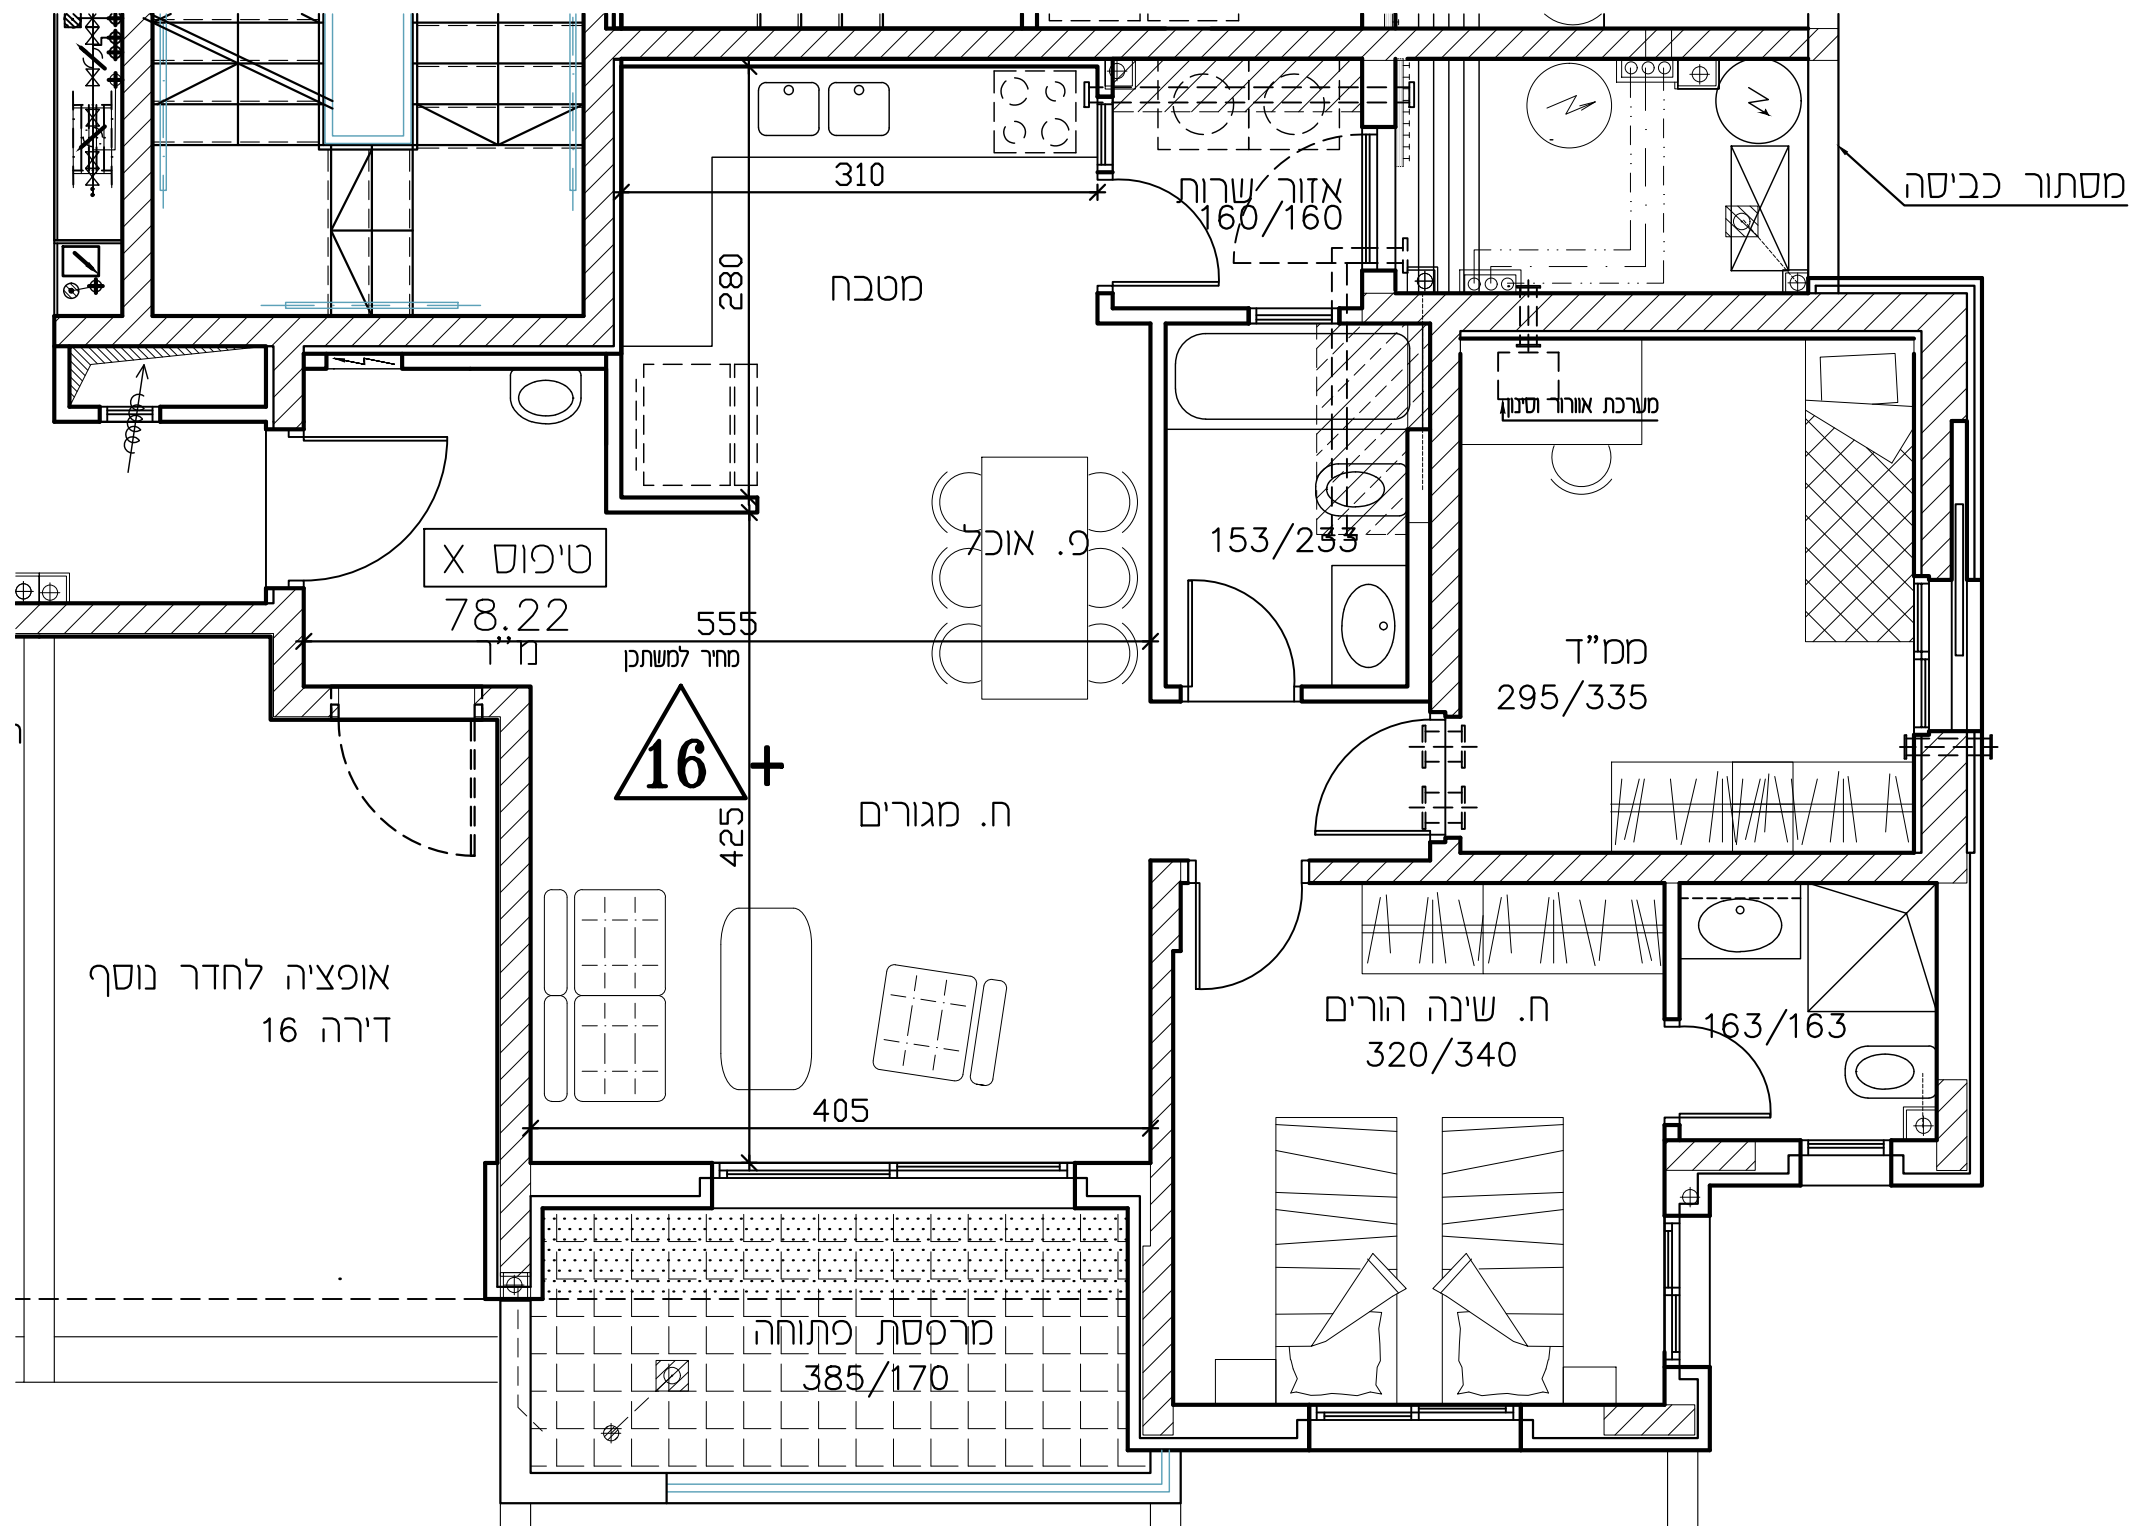 310
אזור שרות
160/160
מסתור כביסה
280
מטבח
מערכת אוורור וסינון
פ. אוכל
153/233
טיפוס X
78.22
מ"ר
555
מחיר למשתכן
16
+
ממ"ד
295/335
ח. מגורים
425
אופציה לחדר נוסף
דירה 16
ח. שינה הורים
320/340
163/163
405
מרפסת פתוחה
385/170